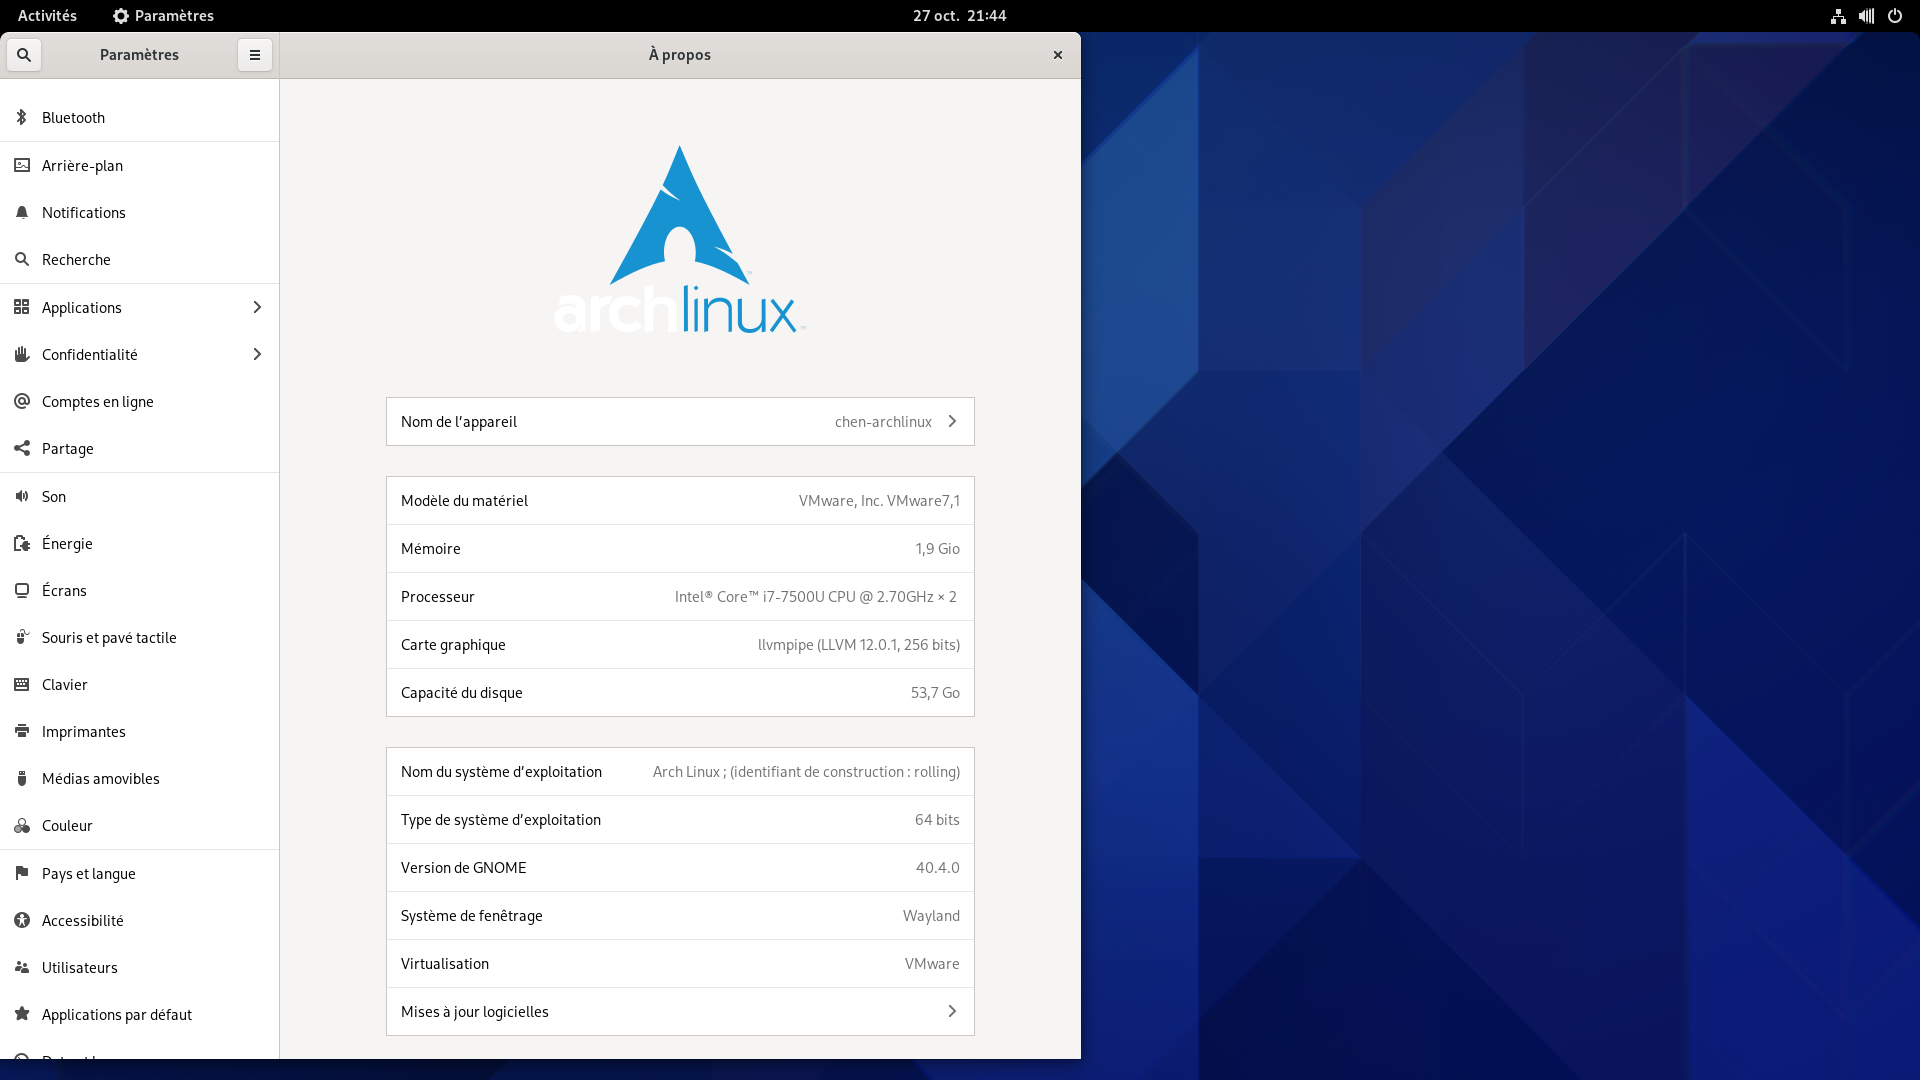 Activités
Paramètres
27 oct. 21:44
Paramètres
À propos
Bluetooth
Arrière-plan
Notifications
Recherche
Applications
Confidentialité
Comptes en ligne
Partage
Son
Énergie
Écrans
Souris et pavé tactile
Clavier
Imprimantes
Médias amovibles
Couleur
Pays et langue
Accessibilité
Utilisateurs
Applications par défaut
archlinux
Nom de l’appareil chen-archlinux
Modèle du matériel VMware, Inc. VMware7,1
Mémoire 1,9 Gio
Processeur Intel® Core™ i7-7500U CPU @ 2.70GHz × 2
Carte graphique llvmpipe (LLVM 12.0.1, 256 bits)
Capacité du disque 53,7 Go
Nom du système d’exploitation Arch Linux ; (identifiant de construction : rolling)
Type de système d’exploitation 64 bits
Version de GNOME 40.4.0
Système de fenêtrage Wayland
Virtualisation VMware
Mises à jour logicielles